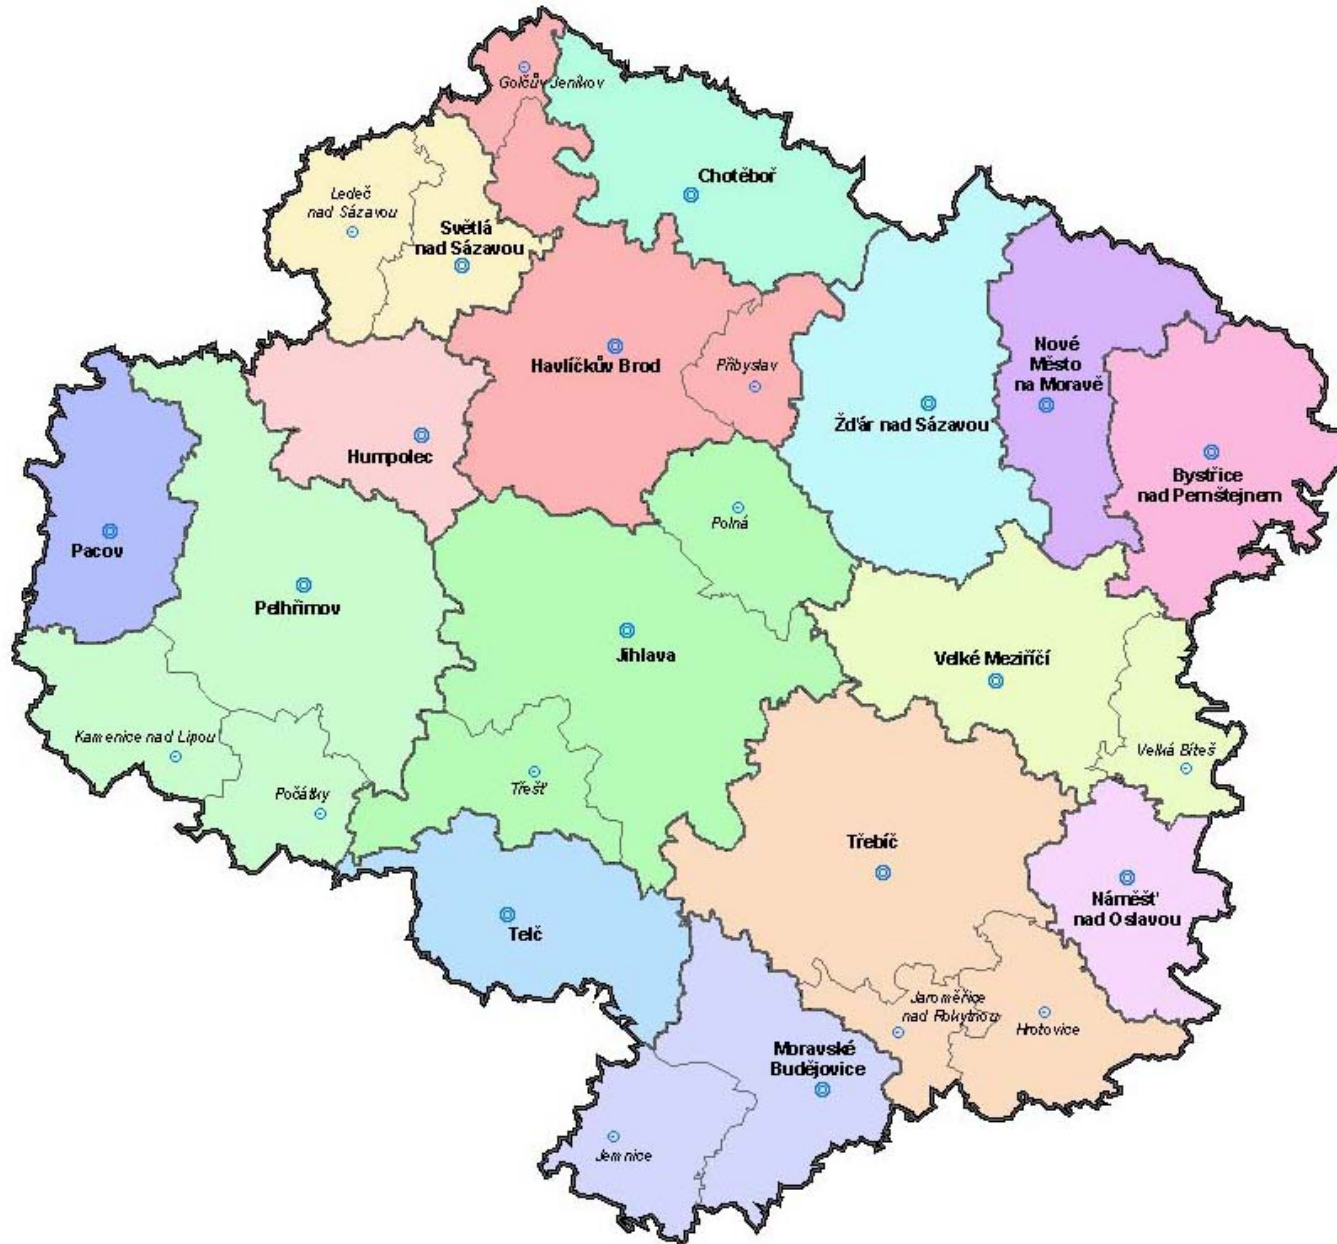 Golčův Jeníkov
Chotěboř
Ledeč
nad Sázavou
Světlá
nad Sázavou
Havlíčkův Brod
Přibyslav
Nové
Město
na Moravě
Žďár nad Sázavou
Humpolec
Bystřice
nad Pernštejnem
Pacov
Polná
Pelhřimov
Jihlava
Velké Meziříčí
Kamenice nad Lipou
Velká Bíteš
Počátky
Třešť
Třebíč
Náměšť
nad Oslavou
Telč
Jaroměřice
nad Rokytnou
Hrotovice
Moravské
Budějovice
Jemnice